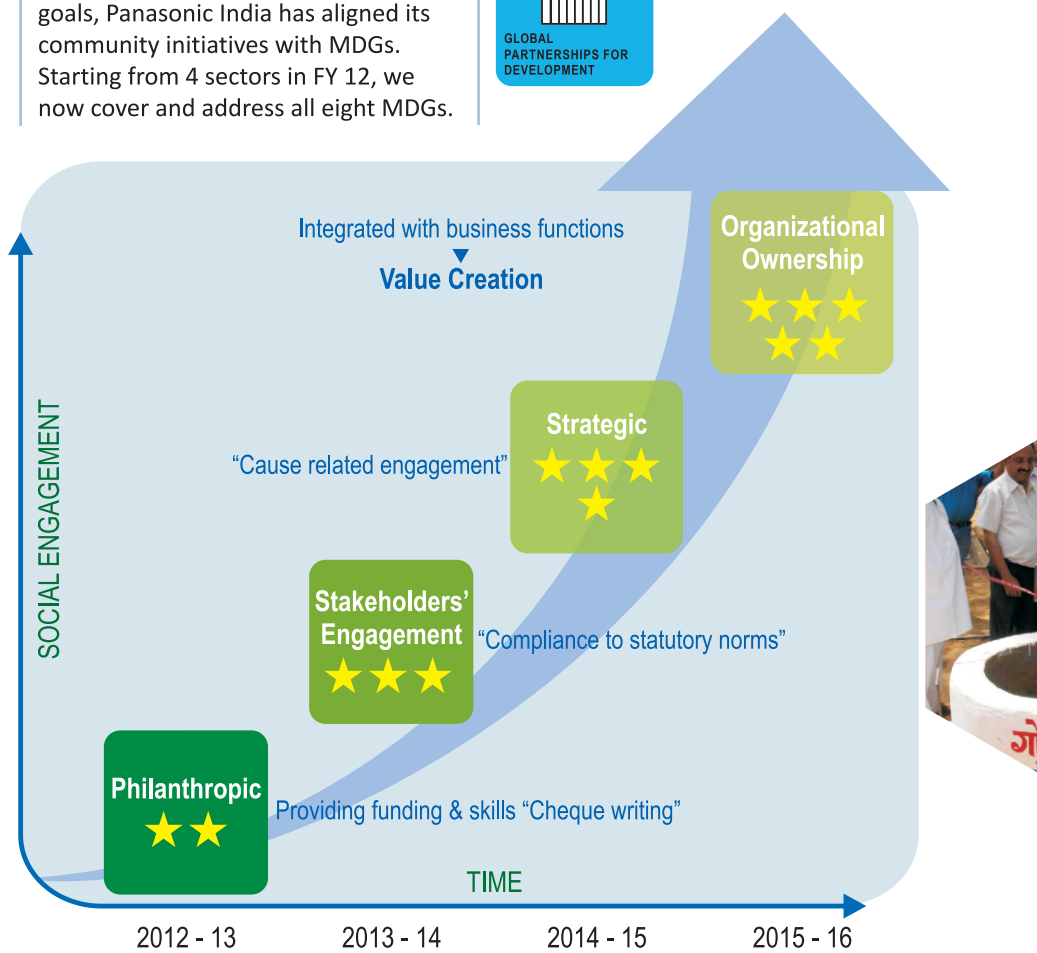 goals, Panasonic India has aligned its
community initiatives with MDGs.
Starting from 4 sectors in FY 12, we
now cover and address all eight MDGs.
GLOBAL
PARTNERSHIPS FOR
DEVELOPMENT
Integrated with business functions
Value Creation
Organizational
Ownership
Strategic
“Cause related engagement”
Stakeholders’
Engagement
“Compliance to statutory norms”
Philanthropic
Providing funding & skills “Cheque writing”
SOCIAL ENGAGEMENT
TIME
2012 - 13
2013 - 14
2014 - 15
2015 - 16